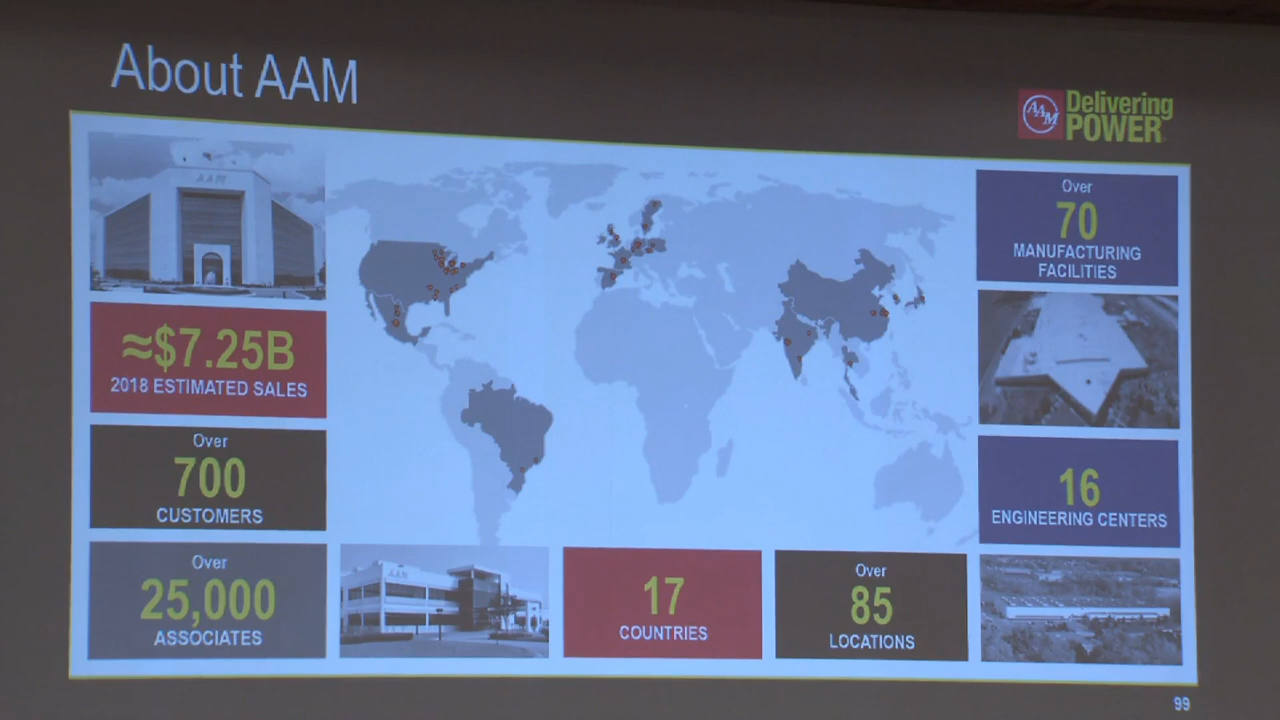 About AAM
AAM
Delivering
POWER
AAM
≈$7.25B
2018 ESTIMATED SALES
Over
700
CUSTOMERS
Over
25,000
ASSOCIATES
AAM
17
COUNTRIES
Over
85
LOCATIONS
Over
70
MANUFACTURING
FACILITIES
16
ENGINEERING CENTERS
99